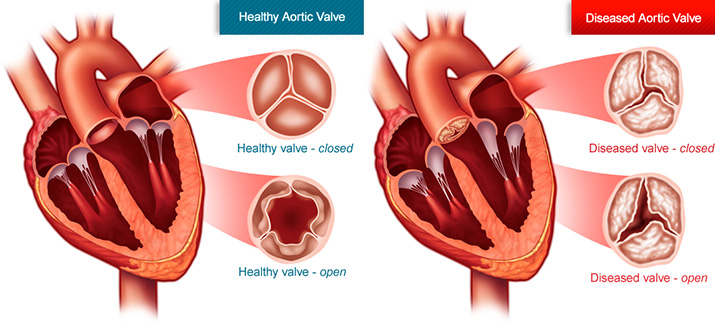 Healthy Aortic Valve
Diseased Aortic Valve
Healthy valve - closed
Diseased valve - closed
Healthy valve - open
Diseased valve - open